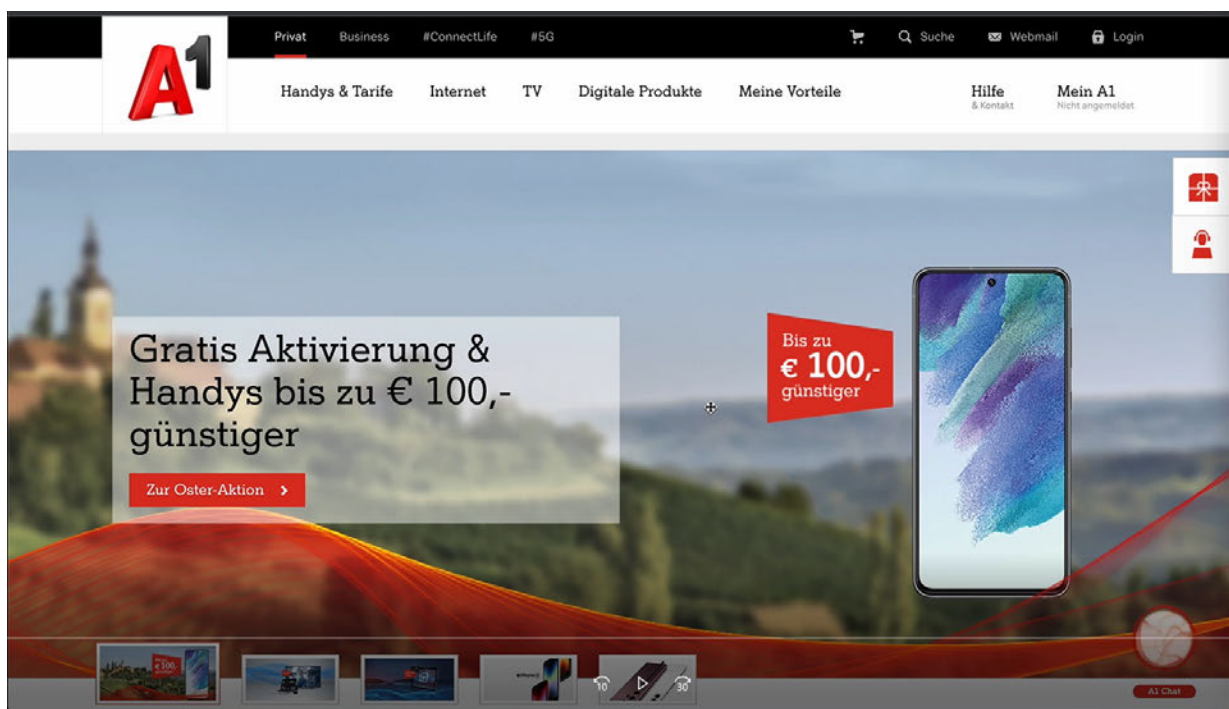 A1
Privat Business #ConnectLife #5G Suche Webmail Login
Handys & Tarife Internet TV Digitale Produkte Meine Vorteile Hilfe Mein A1
& Kontakt Nicht angemeldet
Gratis Aktivierung &
Handys bis zu € 100,-
günstiger
Zur Oster-Aktion
Bis zu
€ 100,-
günstiger
€ 100,-
10 30
A1 Chat